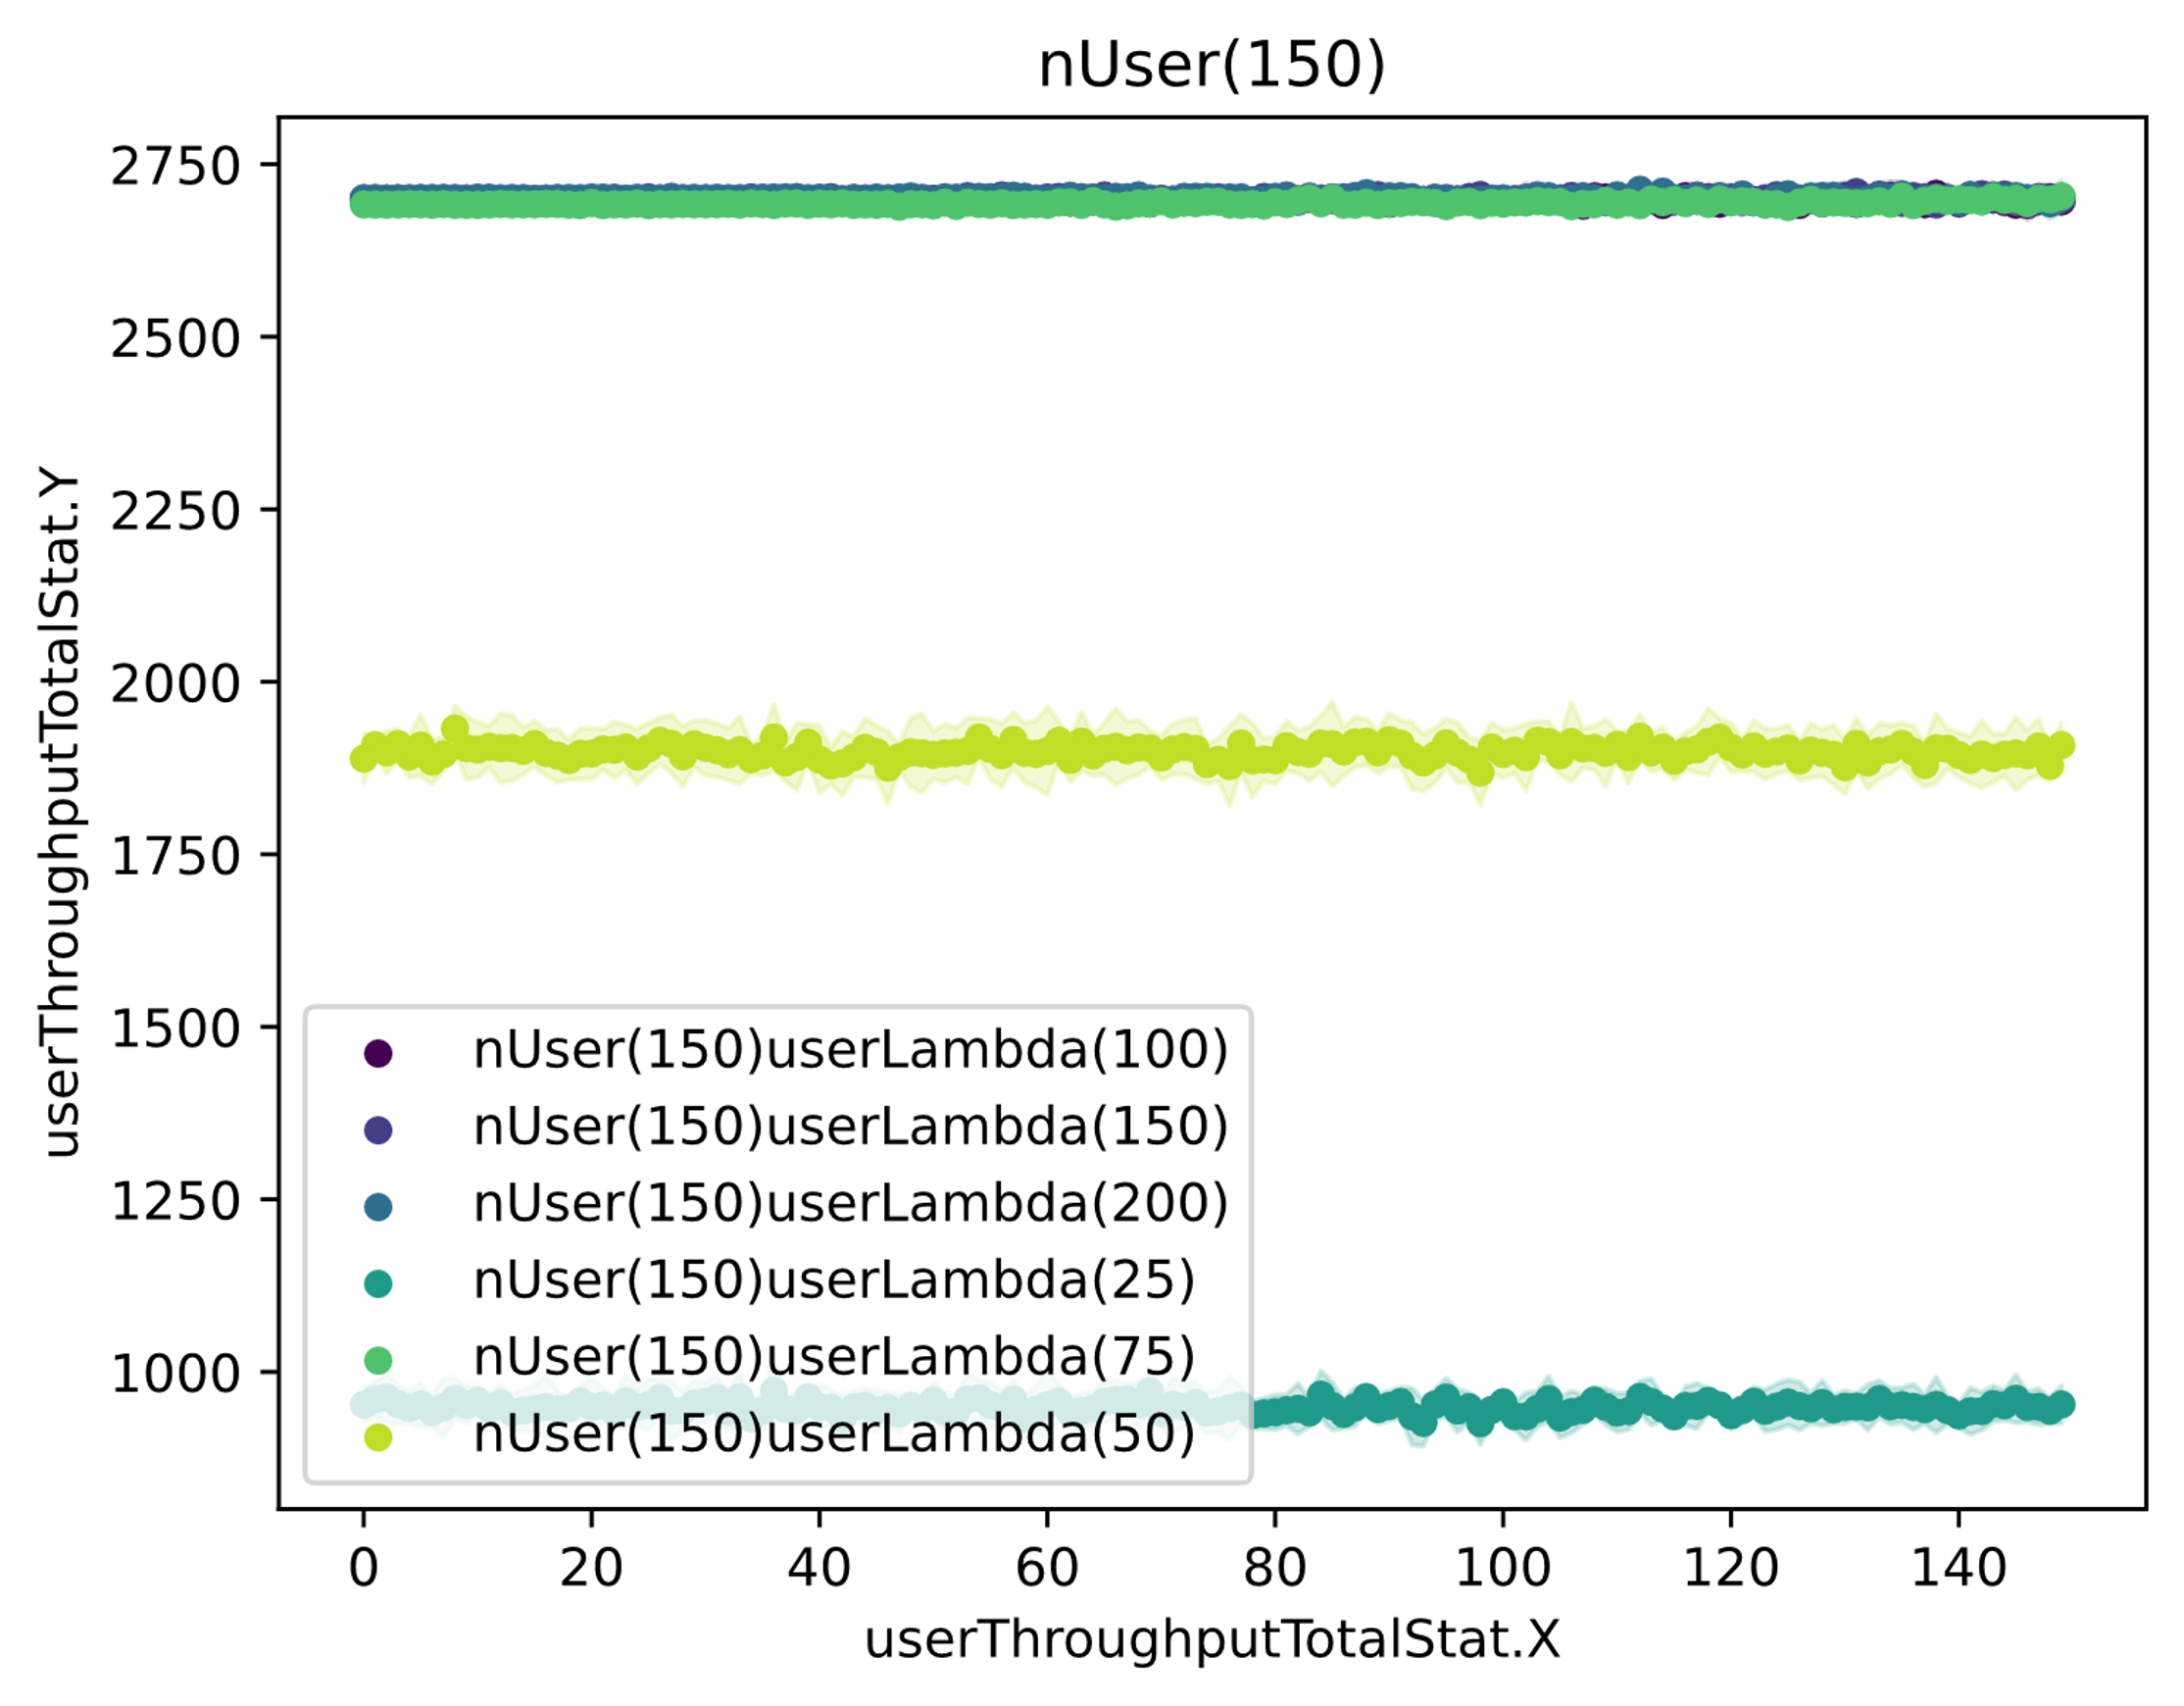 nUser(150)
userThroughputTotalStat.Y
2750
2500
2250
2000
1750
1500
1250
1000
nUser(150)userLambda(100)
nUser(150)userLambda(150)
nUser(150)userLambda(200)
nUser(150)userLambda(25)
nUser(150)userLambda(75)
nUser(150)userLambda(50)
0 20 40 60 80 100 120 140
userThroughputTotalStat.X